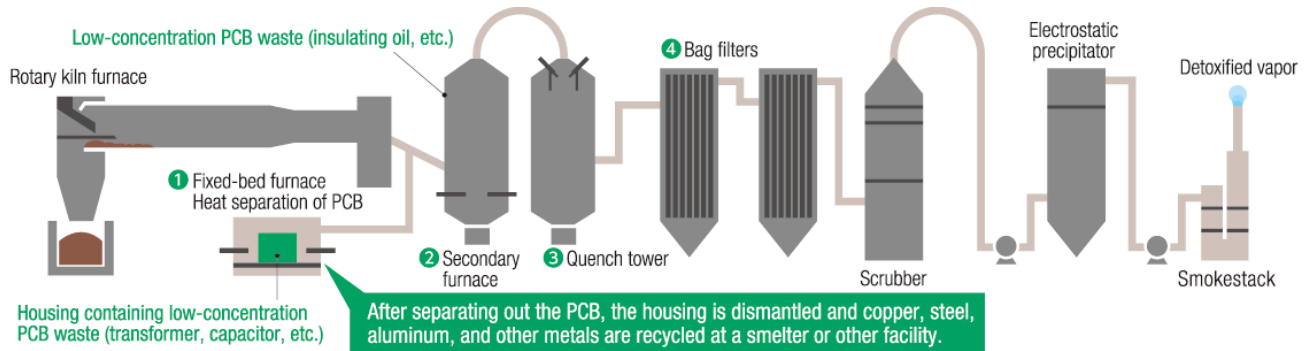 Low-concentration PCB waste (insulating oil, etc.)
Rotary kiln furnace
4 Bag filters
Electrostatic
precipitator
Detoxified vapor
1 Fixed-bed furnace
Heat separation of PCB
2 Secondary
furnace
3 Quench tower
Scrubber
Smokestack
Housing containing low-concentration
PCB waste (transformer, capacitor, etc.)
After separating out the PCB, the housing is dismantled and copper, steel,
aluminum, and other metals are recycled at a smelter or other facility.